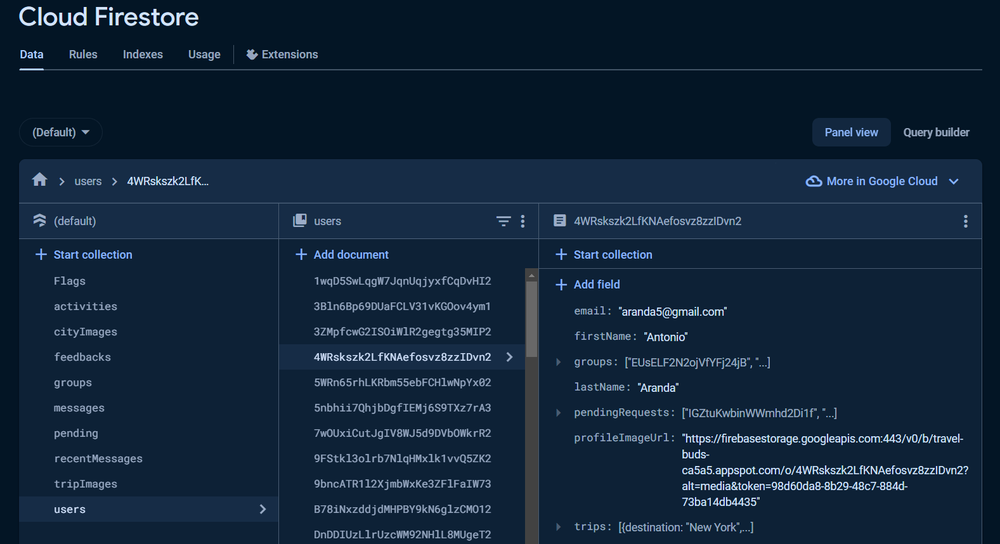 Cloud Firestore
Data Rules Indexes Usage Extensions
(Default) Panel view Query builder
users 4WRskszk2LfK... More in Google Cloud
(default) users 4WRskszk2LfKNAefosvz8zzIDvn2
Start collection Add document Start collection
Flags
activities
cityImages
feedbacks
groups
messages
pending
recentMessages
tripImages
users
1wqD5SwLqgW7JqnUqjyxfCqDvHI2
3Bln6Bp69DUaFCLV31vKGOov4ym1
3ZMpfcwG2ISOiWlR2gegtg35MIP2
4WRskszk2LfKNAefosvz8zzIDvn2
5WRn65rhLKRbm55ebFCHlwNpYx02
5nbhii7QhjbDgfIEMj6S9TXz7rA3
7wOUxiCutJgIV8WJ5d9DVbOWkrR2
9FStkl3olrb7NlqHMxlk1vvQ5ZK2
9bncATR1l2XjmbWxKe3ZFlFaIW73
B78iNxzddjdMHPBY9kN6glzCMO12
DnDDIUzLlrUzcWM92NHlL8MUgeT2
Add field
email: "aranda5@gmail.com"
firstName: "Antonio"
groups: ["EUsELF2N2ojVfYFj24jB", "...]
lastName: "Aranda"
pendingRequests: ["IGZtuKwbinWWmhd2Di1f", "...]
profileImageUrl: "https://firebasestorage.googleapis.com:443/v0/b/travel-
buds-
ca5a5.appspot.com/o/4WRskszk2LfKNAefosvz8zzIDvn2?
alt=media&token=98d60da8-8b29-48c7-884d-
73ba14db4435"
trips: [{destination: "New York",...]